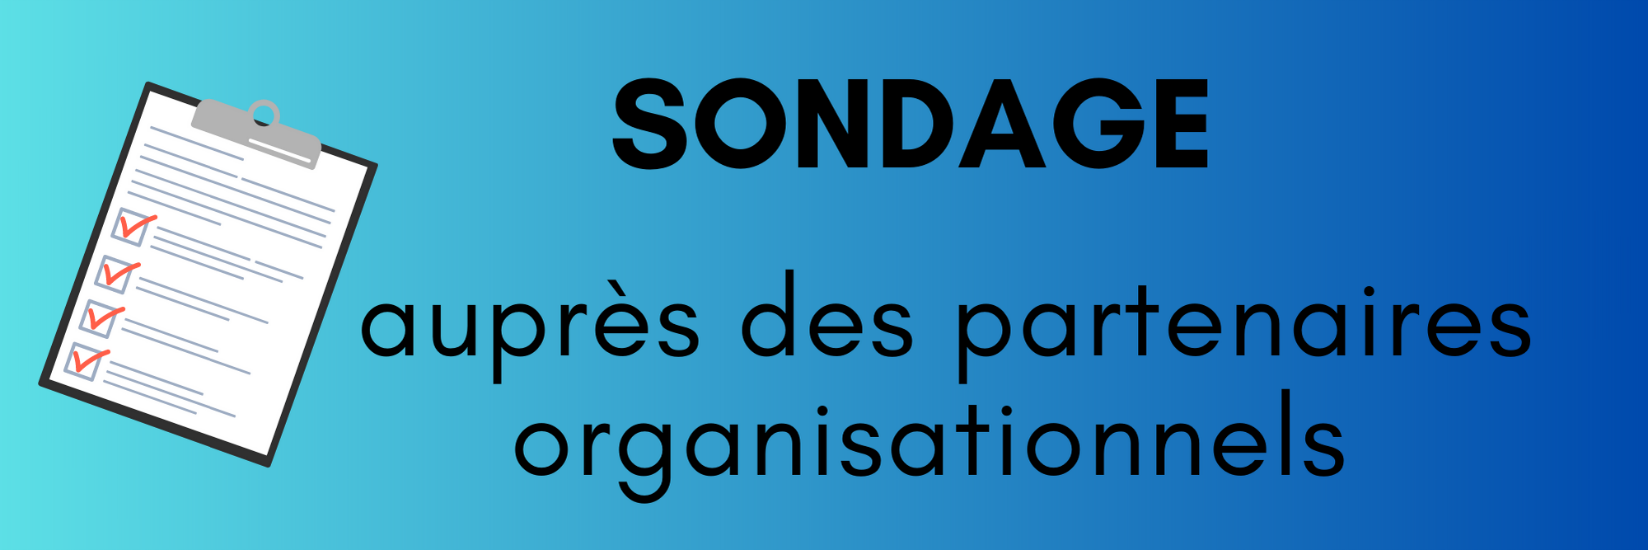 SONDAGE
auprès des partenaires
organisationnels